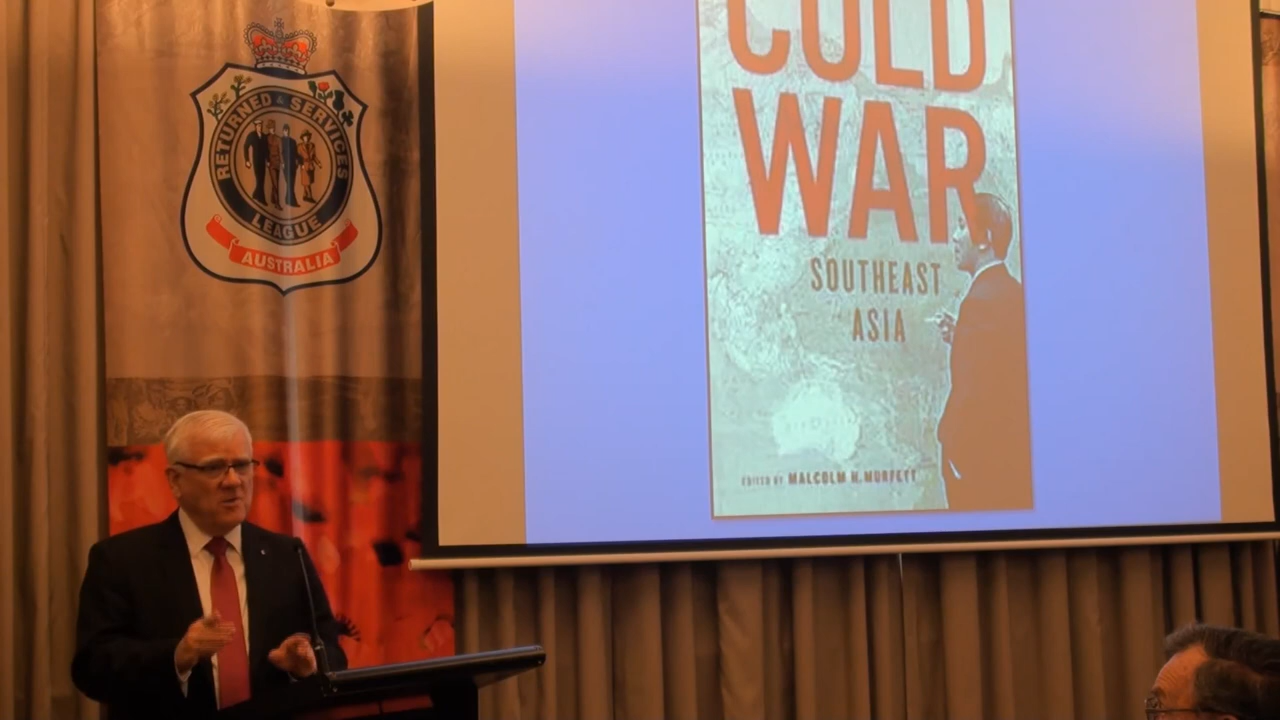 RETURNED & SERVICES
LEAGUE
AUSTRALIA
COLD
WAR
SOUTHEAST
ASIA
EDITED BY MALCOLM H. MURFETT